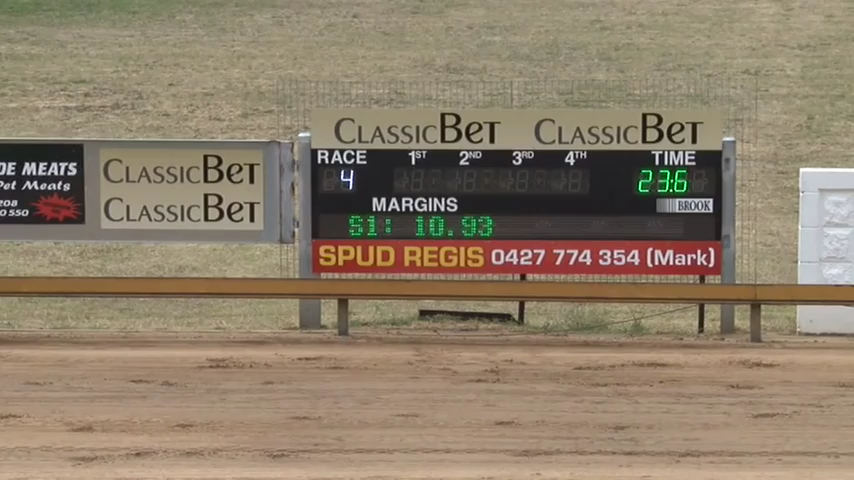 CLASSICBET CLASSICBET
RACE 1ST 2ND 3RD 4TH TIME
4 23:6
MARGINS
BROOK
S1: 10.93
SPUD REGIS 0427 774 354 (Mark)
CLASSICBET
CLASSICBET
MEATS
Pet Meats
208
0 550